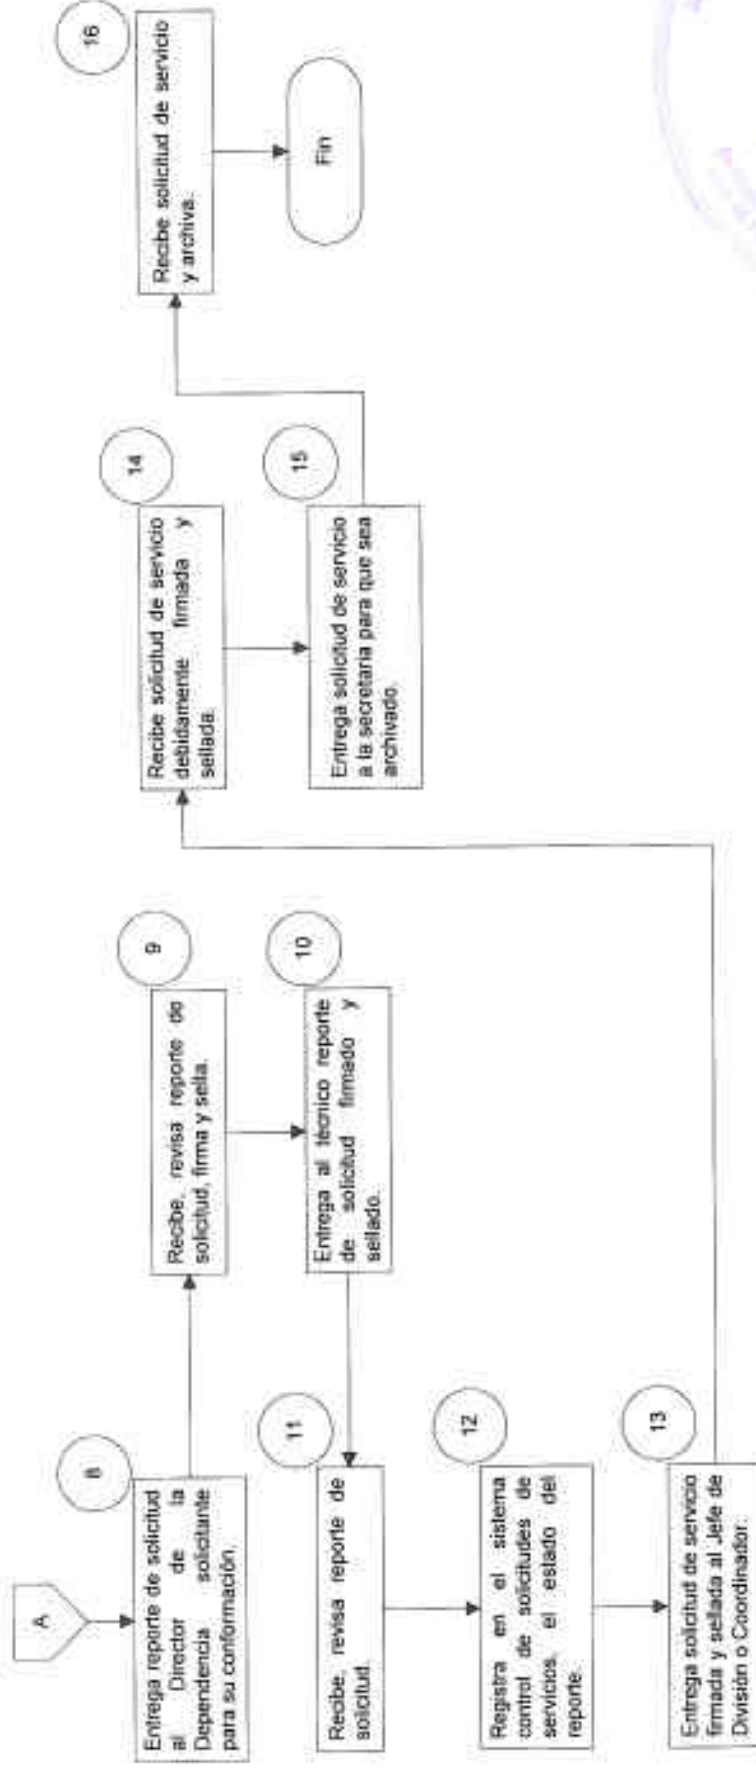 A
8
Entrega reporte de solicitud
al Director de la
Dependencia solicitante
para su conformación.
9
Recibe, revisa reporte de
solicitud, firma y sella.
10
Entrega al técnico reporte
de solicitud firmado y
sellado.
11
Recibe, revisa reporte de
solicitud.
12
Registra en el sistema
control de solicitudes de
servicios, el estado del
reporte.
13
Entrega solicitud de servicio
firmada y sellada al Jefe de
División o Coordinador.
14
Recibe solicitud de servicio
debidamente firmada y
sellada.
15
Entrega solicitud de servicio
a la secretaria para que sea
archivado.
16
Recibe solicitud de servicio
y archiva.
Fin